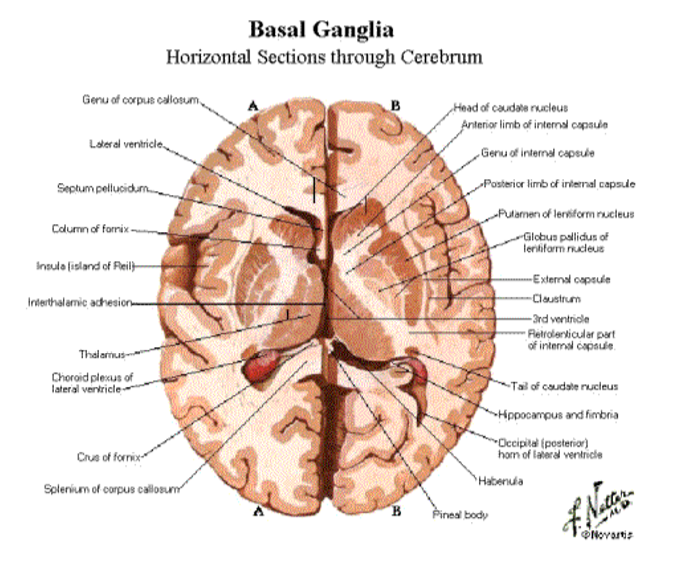 Basal Ganglia
Horizontal Sections through Cerebrum
A
B
Genu of corpus callosum
Lateral ventricle
Septum pellucidum
Column of fornix
Insula (island of Reil)
Interthalamic adhesion
Thalamus
Choroid plexus of
lateral ventricle
Crus of fornix
Splenium of corpus callosum
Head of caudate nucleus
Anterior limb of internal capsule
Genu of internal capsule
Posterior limb of internal capsule
Putamen of lentiform nucleus
Globus pallidus of
lentiform nucleus
External capsule
Claustrum
3rd ventricle
Retrolenticular part
of internal capsule
Tail of caudate nucleus
Hippocampus and fimbria
Occipital (posterior)
horn of lateral ventricle
Habenula
Pineal body
A
B
F. Netter
M.D.
©Novartis